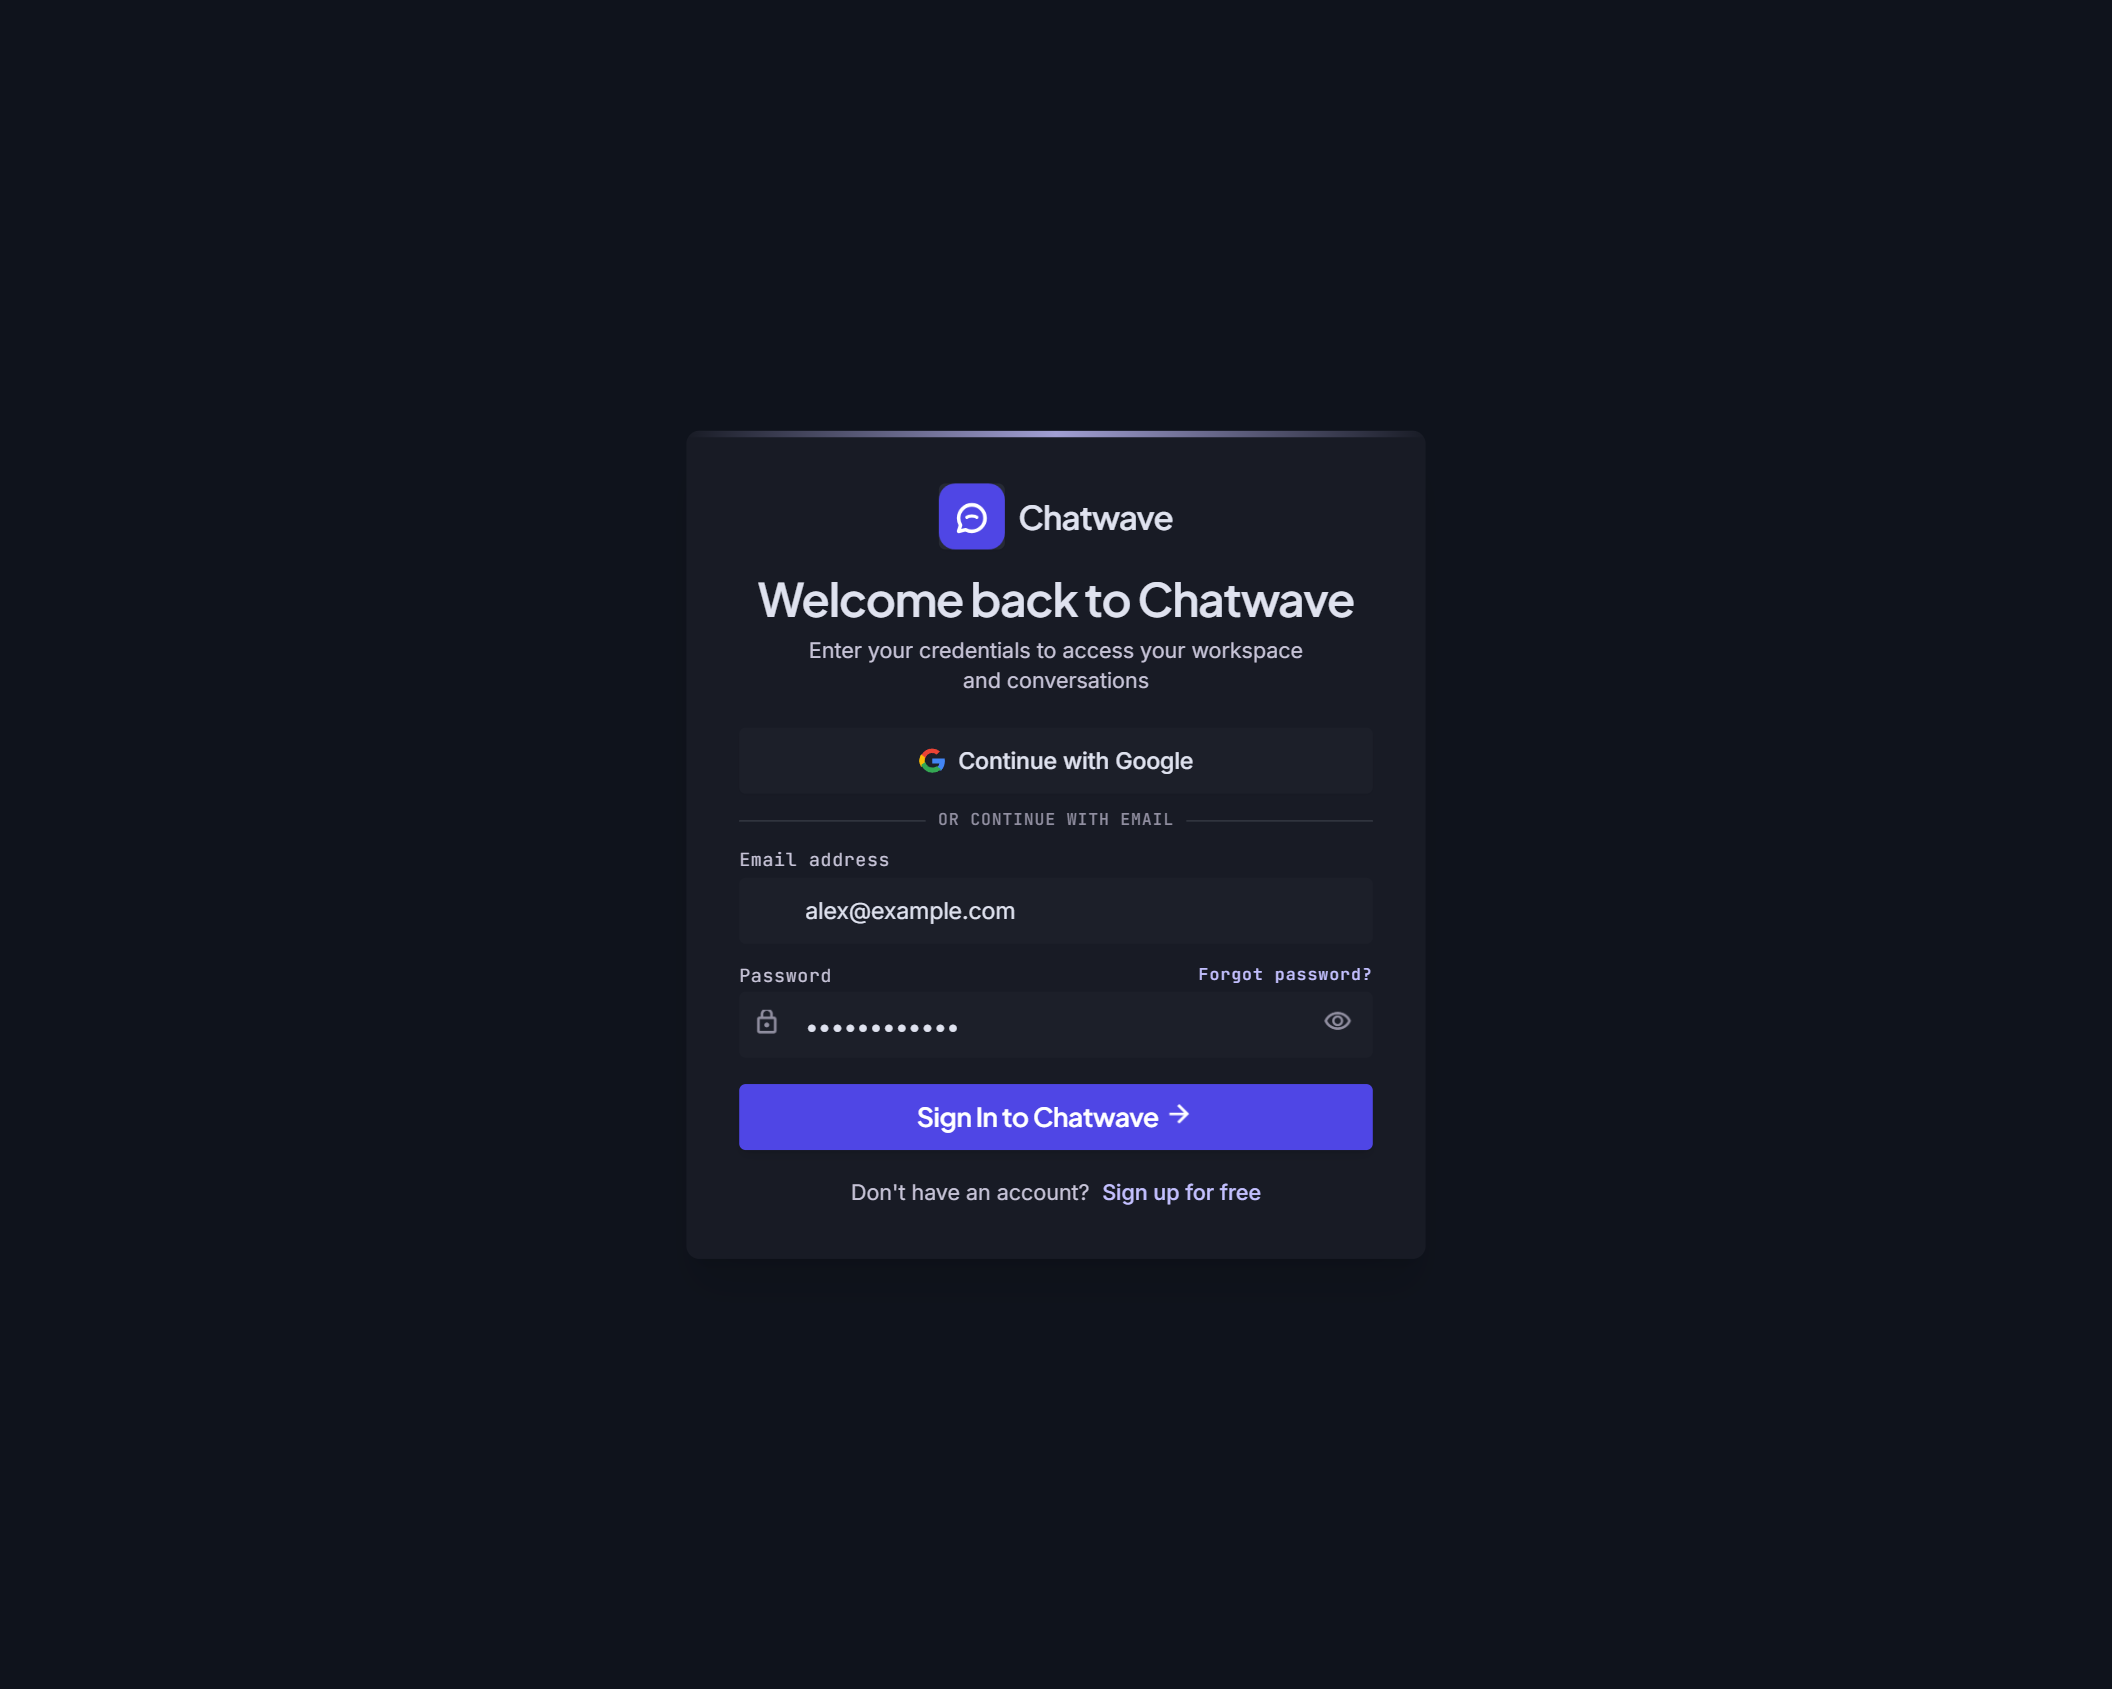 Chatwave
Welcome back to Chatwave
Enter your credentials to access your workspace
and conversations
Continue with Google
OR CONTINUE WITH EMAIL
Email address
alex@example.com
Password
Forgot password?
••••••••••••
Sign In to Chatwave →
Don't have an account? Sign up for free